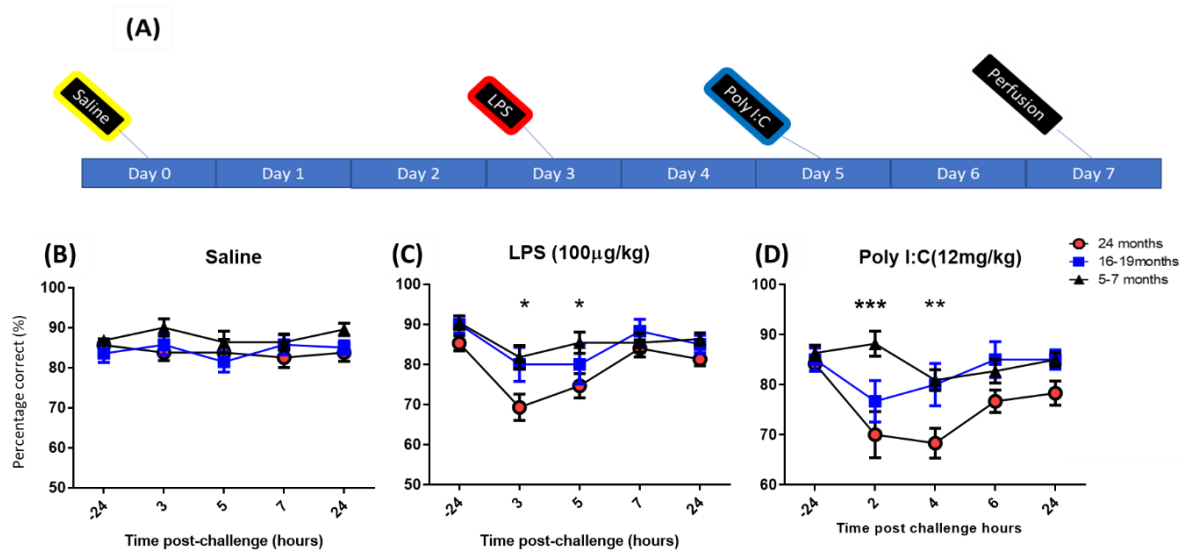 (A)
Saline
LPS
Poly I:C
Perfusion
Day 0
Day 1
Day 2
Day 3
Day 4
Day 5
Day 6
Day 7
(B)
Saline
Percentage correct (%)
100
90
80
70
60
50
-24
3
5
7
24
Time post-challenge (hours)
(C)
LPS (100μg/kg)
100
90
80
70
60
50
*
*
-24
3
5
7
24
Time post-challenge (hours)
(D)
Poly I:C(12mg/kg)
100
90
80
70
60
***
**
-24
2
4
6
24
Time post challenge hours
24 months
16-19months
5-7 months